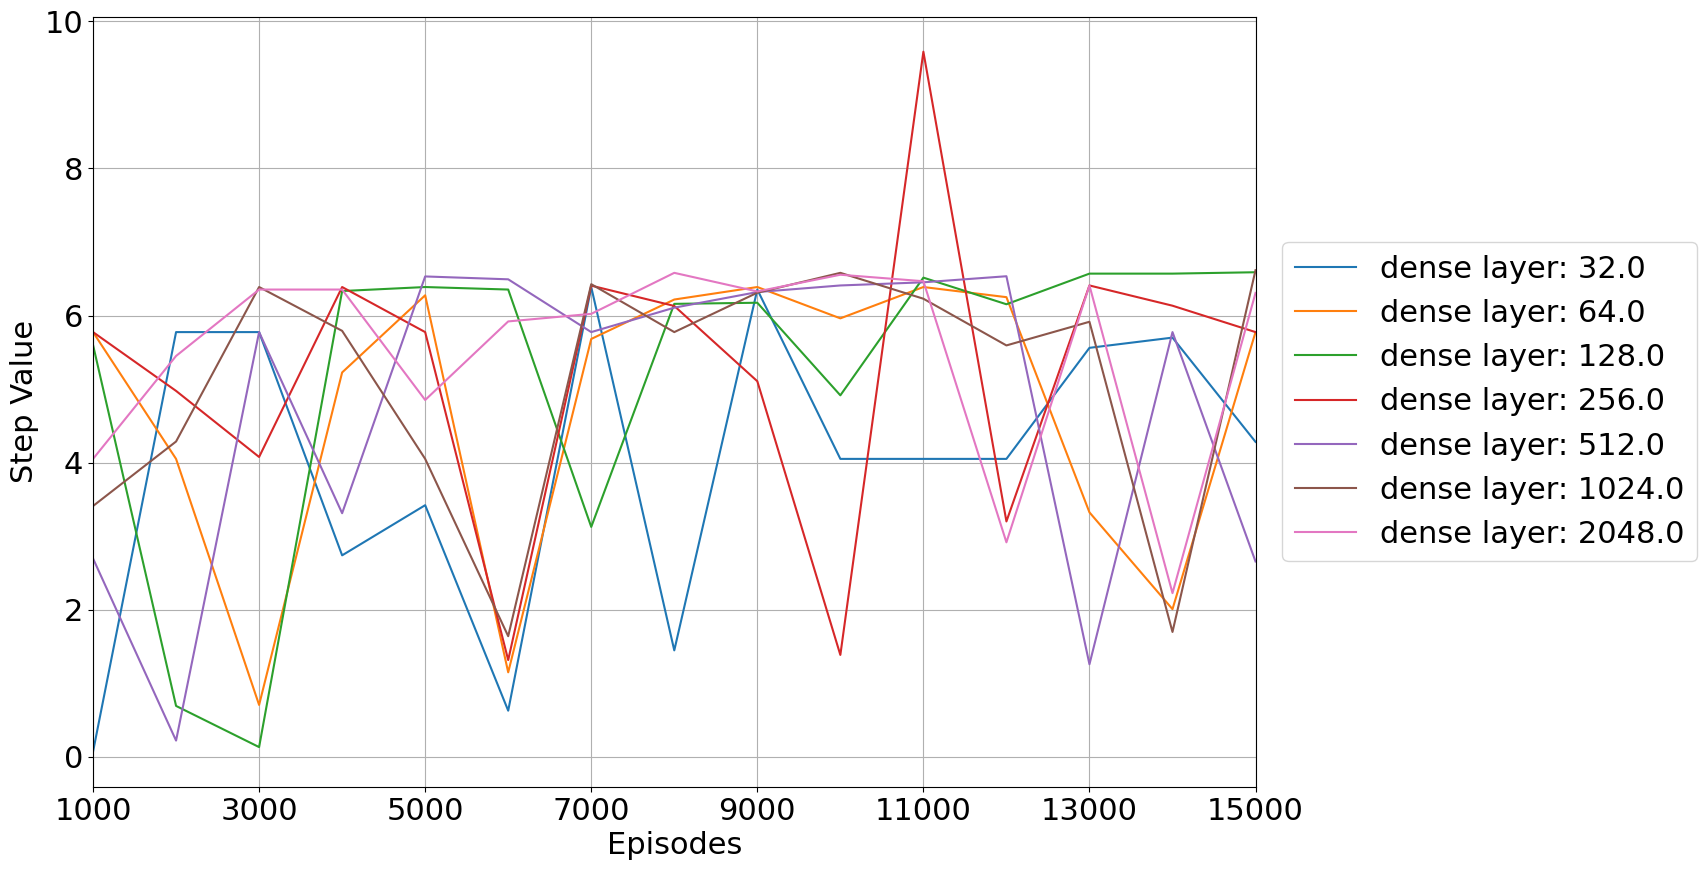 10
8
6
4
2
0
Step Value
1000 3000 5000 7000 9000 11000 13000 15000
Episodes
dense layer: 32.0
dense layer: 64.0
dense layer: 128.0
dense layer: 256.0
dense layer: 512.0
dense layer: 1024.0
dense layer: 2048.0